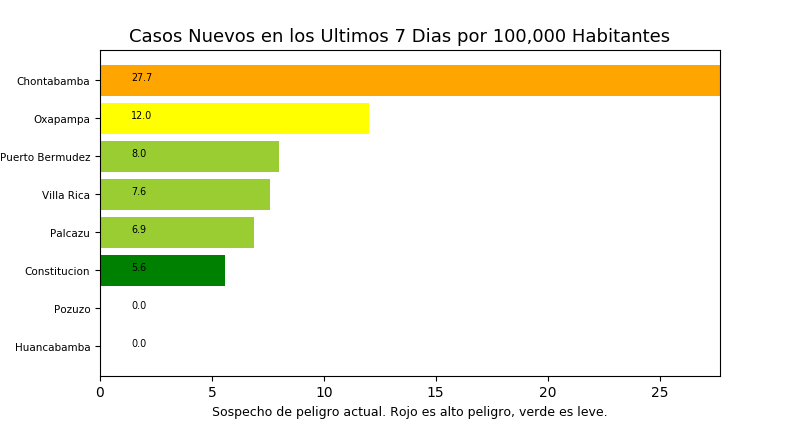 Casos Nuevos en los Ultimos 7 Dias por 100,000 Habitantes
Chontabamba 27.7
Oxapampa 12.0
Puerto Bermudez 8.0
Villa Rica 7.6
Palcazu 6.9
Constitucion 5.6
Pozuzo 0.0
Huancabamba 0.0
0 5 10 15 20 25
Sospecho de peligro actual. Rojo es alto peligro, verde es leve.